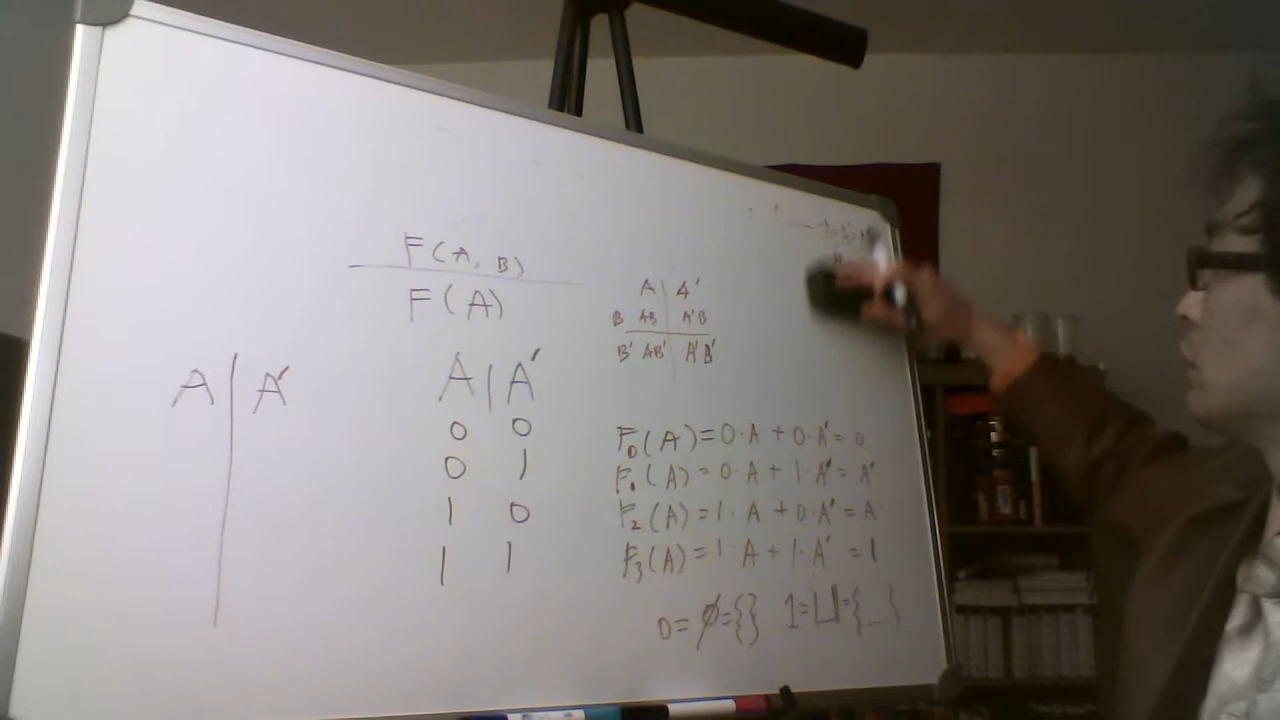 F(A, B)
F(A)
A | A'
B AB | A'B
B' AB' | A'B'
A | A'
A | A'
0 0
0 1
1 0
1 1
F₀(A) = 0·A + 0·A' = 0
F₁(A) = 0·A + 1·A' = A'
F₂(A) = 1·A + 0·A' = A
F₃(A) = 1·A + 1·A' = 1
0 = ∅ = {} 1 = ⊔ = {...}